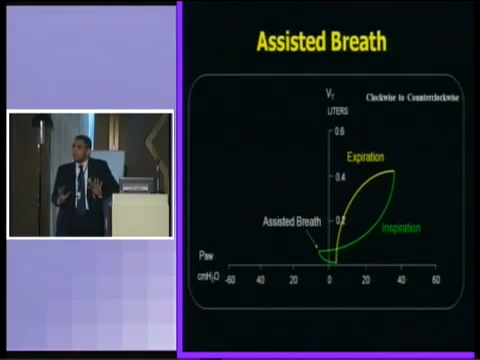 Assisted Breath
V_T
LITERS
Clockwise to Counterclockwise
0.6
Expiration
0.4
Assisted Breath
0.2
Inspiration
Paw
cmH₂O
-60
40
20
0
20
40
60